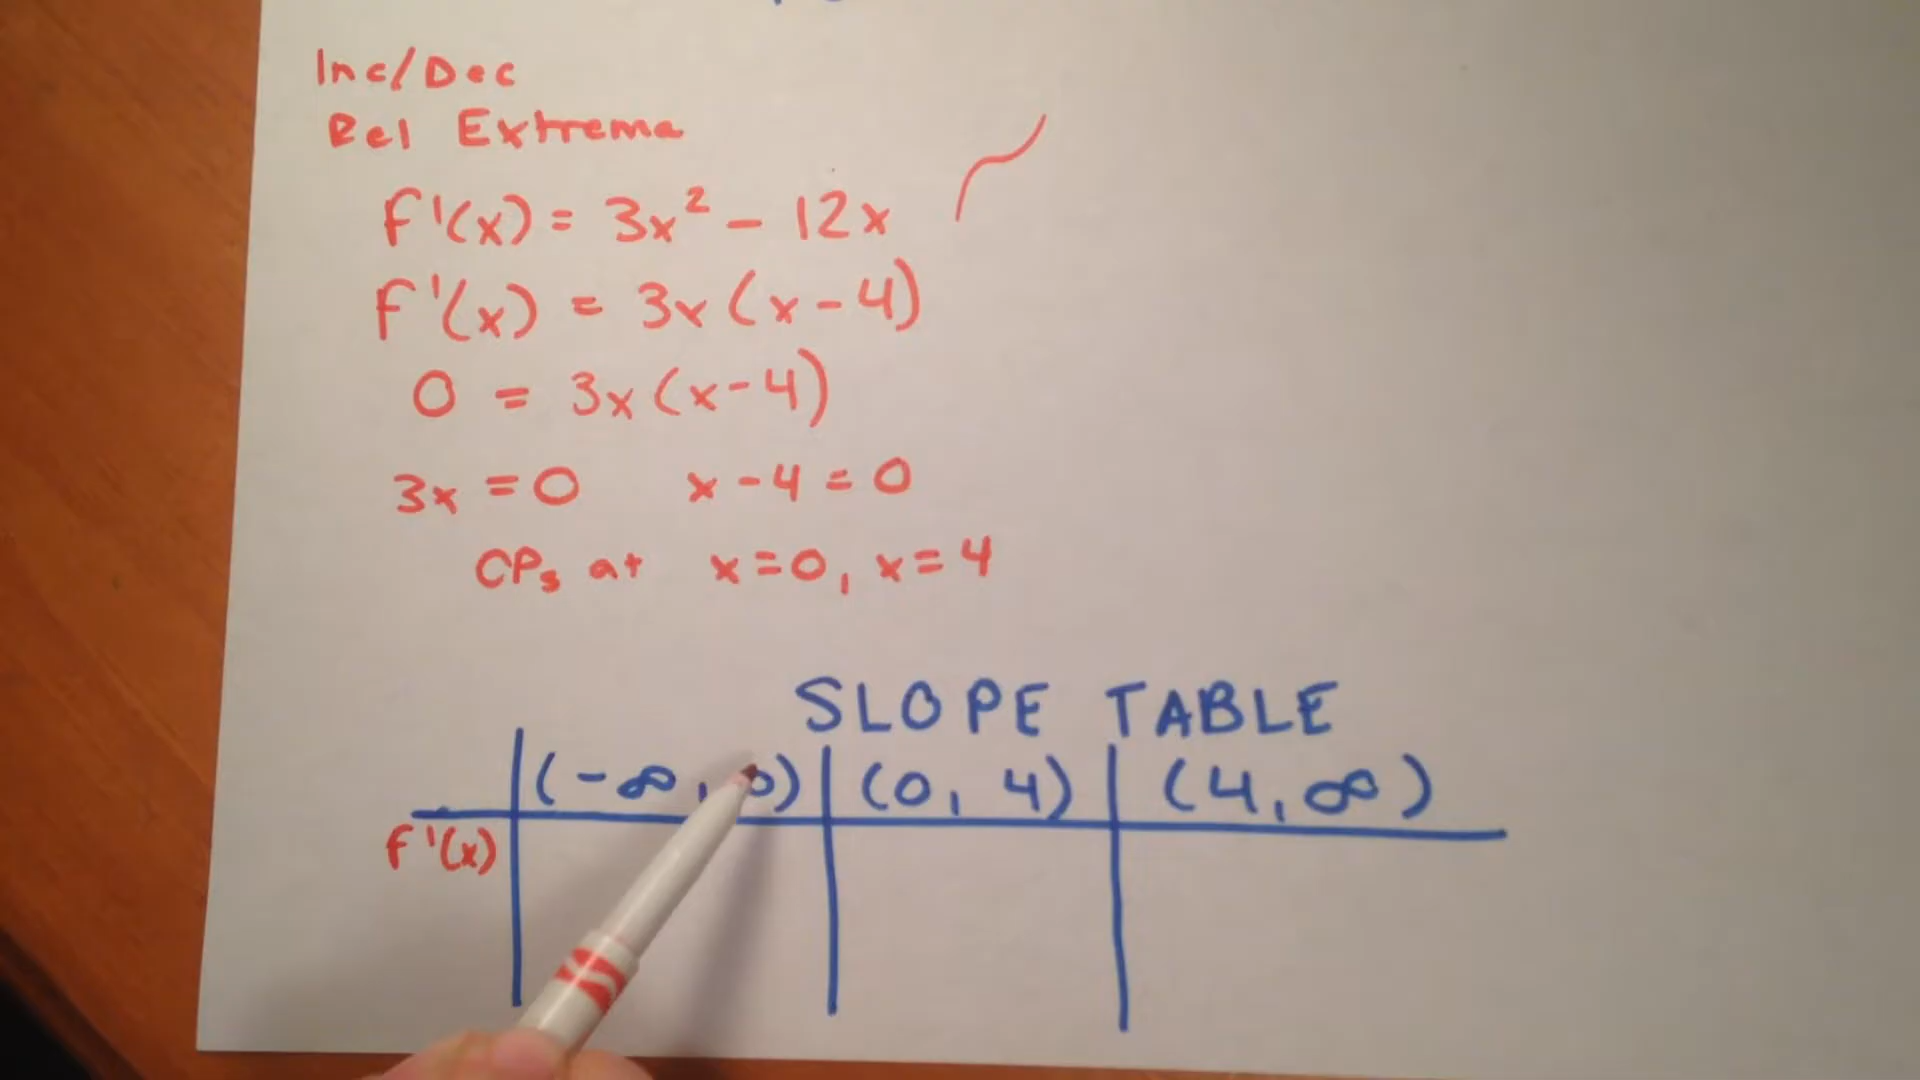 Inc/Dec
Rel Extrema
f'(x) = 3x² - 12x
f'(x) = 3x(x-4)
0 = 3x(x-4)
3x = 0 x - 4 = 0
CPs at x=0, x=4
SLOPE TABLE
(-∞, 0) (0, 4) (4, ∞)
f'(x)